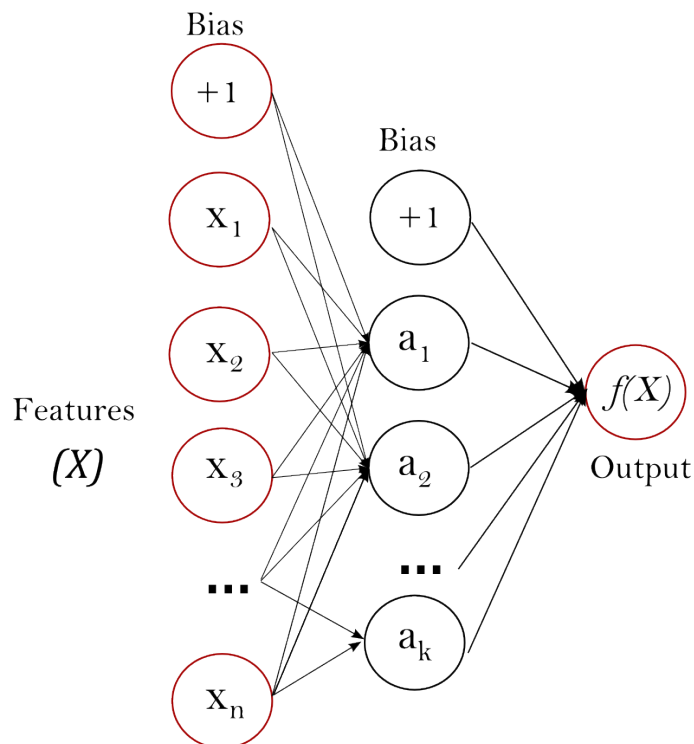 Bias
+1
x1
x2
x3
...
xn
Features
(X)
Bias
+1
a1
a2
...
ak
f(X)
Output